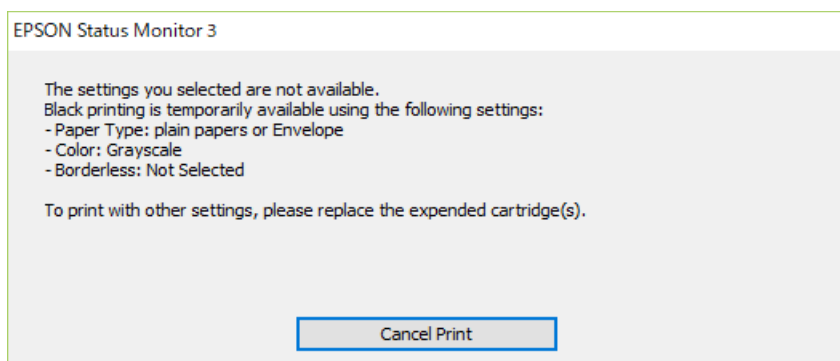 EPSON Status Monitor 3
The settings you selected are not available.
Black printing is temporarily available using the following settings:
- Paper Type: plain papers or Envelope
- Color: Grayscale
- Borderless: Not Selected
To print with other settings, please replace the expended cartridge(s).
Cancel Print